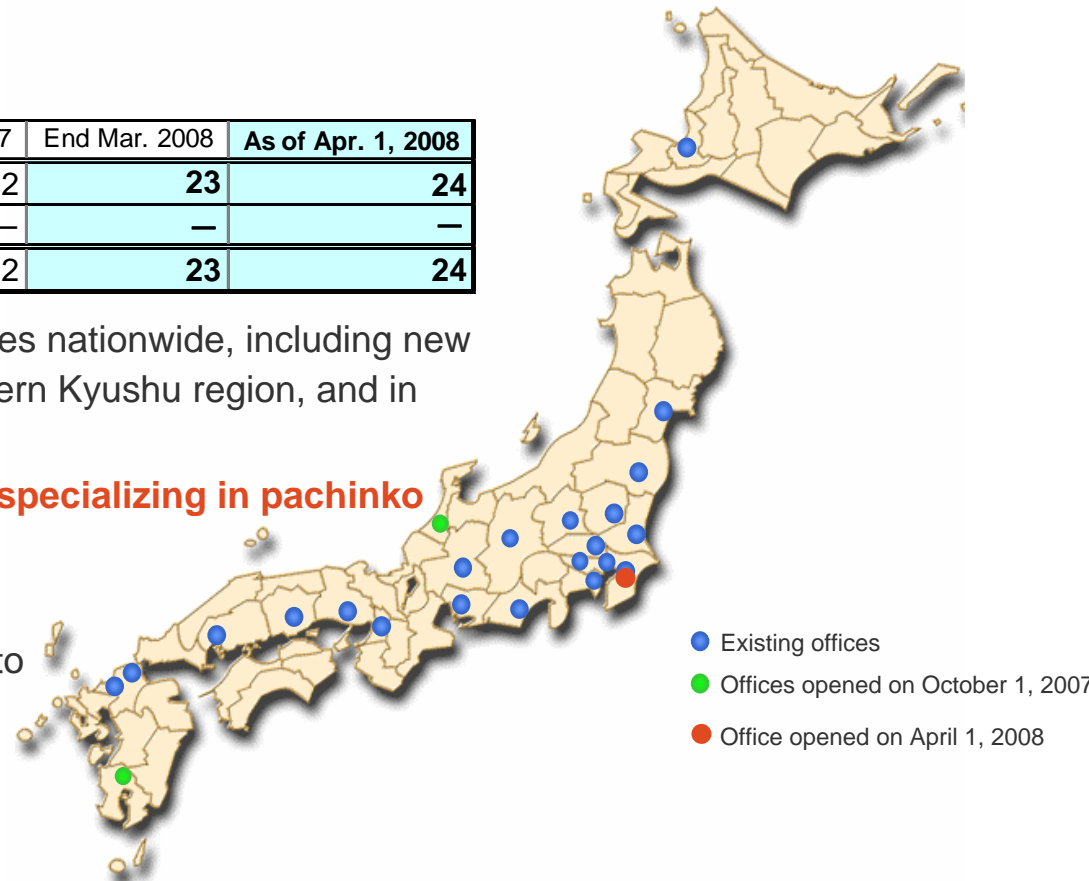 7 End Mar. 2008 As of Apr. 1, 2008
2 23 24
– – –
2 23 24
es nationwide, including new
ern Kyushu region, and in
specializing in pachinko
to
Existing offices
Offices opened on October 1, 2007
Office opened on April 1, 2008